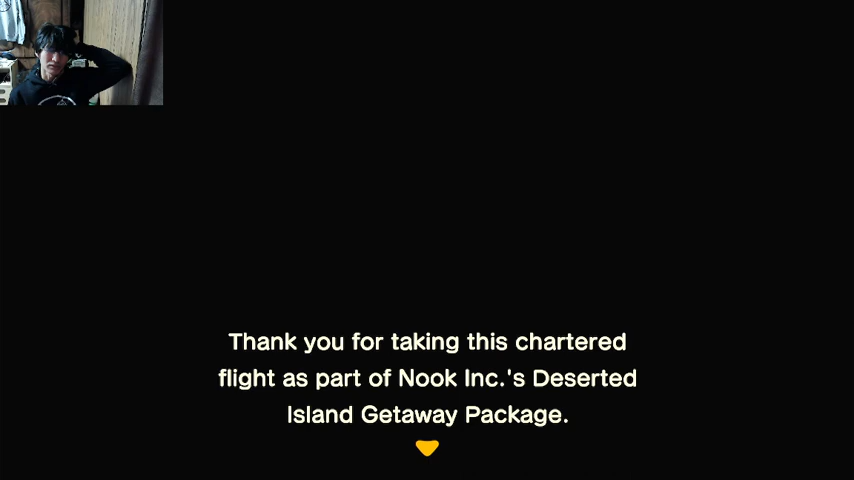 Thank you for taking this chartered
flight as part of Nook Inc.'s Deserted
Island Getaway Package.